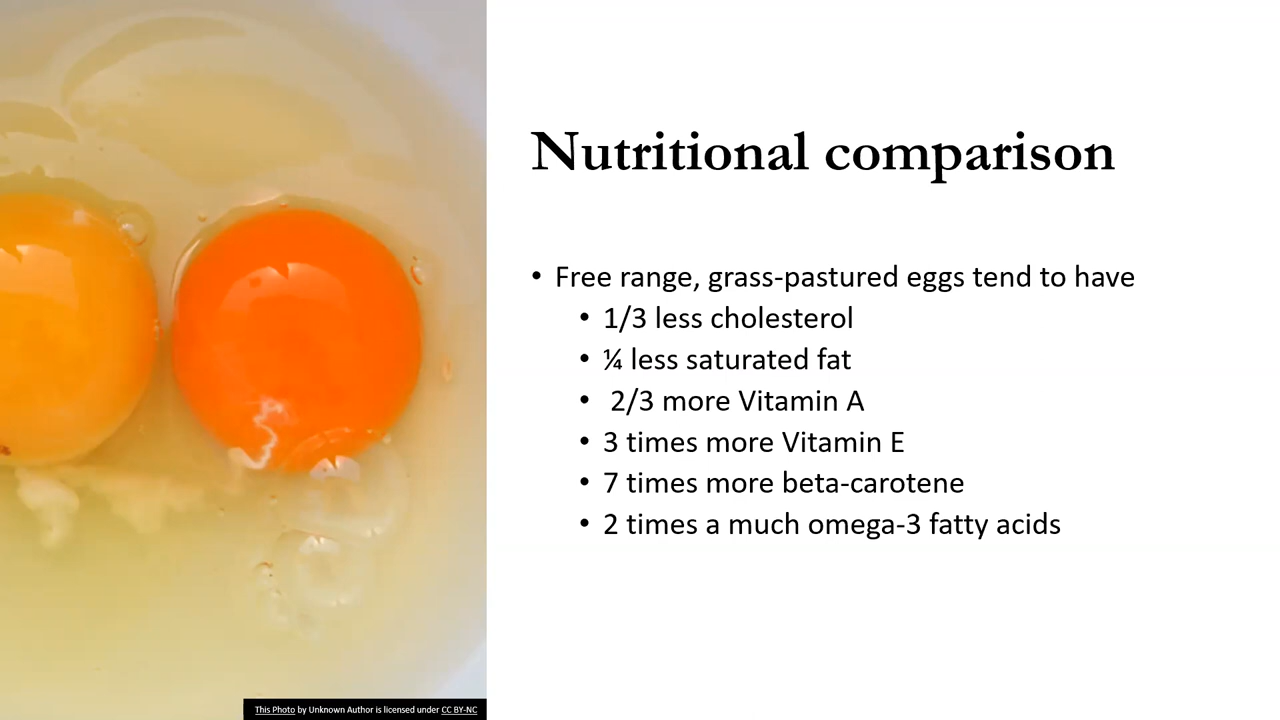 Nutritional comparison
• Free range, grass-pastured eggs tend to have
• 1/3 less cholesterol
• ¼ less saturated fat
• 2/3 more Vitamin A
• 3 times more Vitamin E
• 7 times more beta-carotene
• 2 times a much omega-3 fatty acids
This Photo by Unknown Author is licensed under CC BY-NC